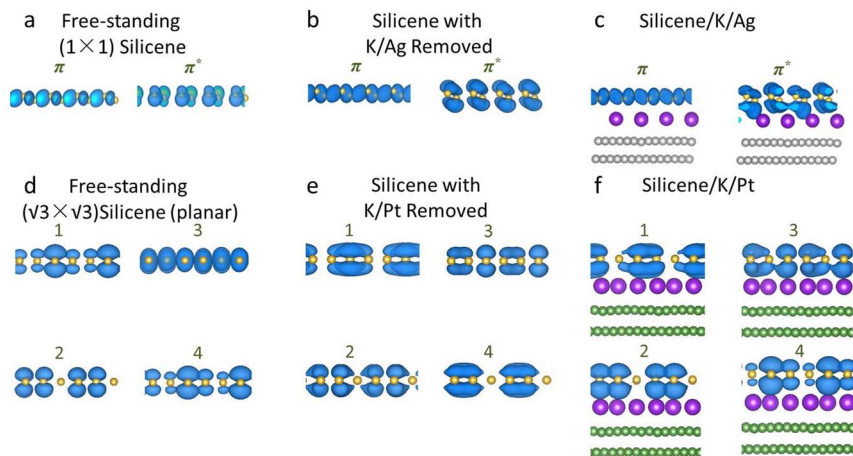 a Free-standing
(1×1) Silicene
π π*
b Silicene with
K/Ag Removed
π π*
c Silicene/K/Ag
π π*
d Free-standing
(√3×√3)Silicene (planar)
1 3
2 4
e Silicene with
K/Pt Removed
1 3
2 4
f Silicene/K/Pt
1 3
2 4